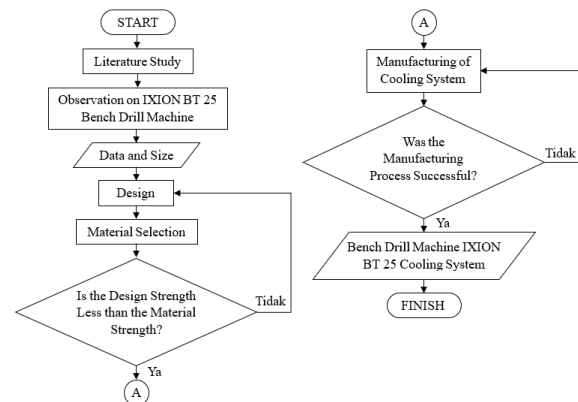 START
Literature Study
Observation on IXION BT 25
Bench Drill Machine
Data and Size
Design
Material Selection
Is the Design Strength
Less than the Material
Strength?
Tidak
Ya
A
A
Manufacturing of
Cooling System
Was the
Manufacturing
Process Successful?
Tidak
Ya
Bench Drill Machine IXION
BT 25 Cooling System
FINISH